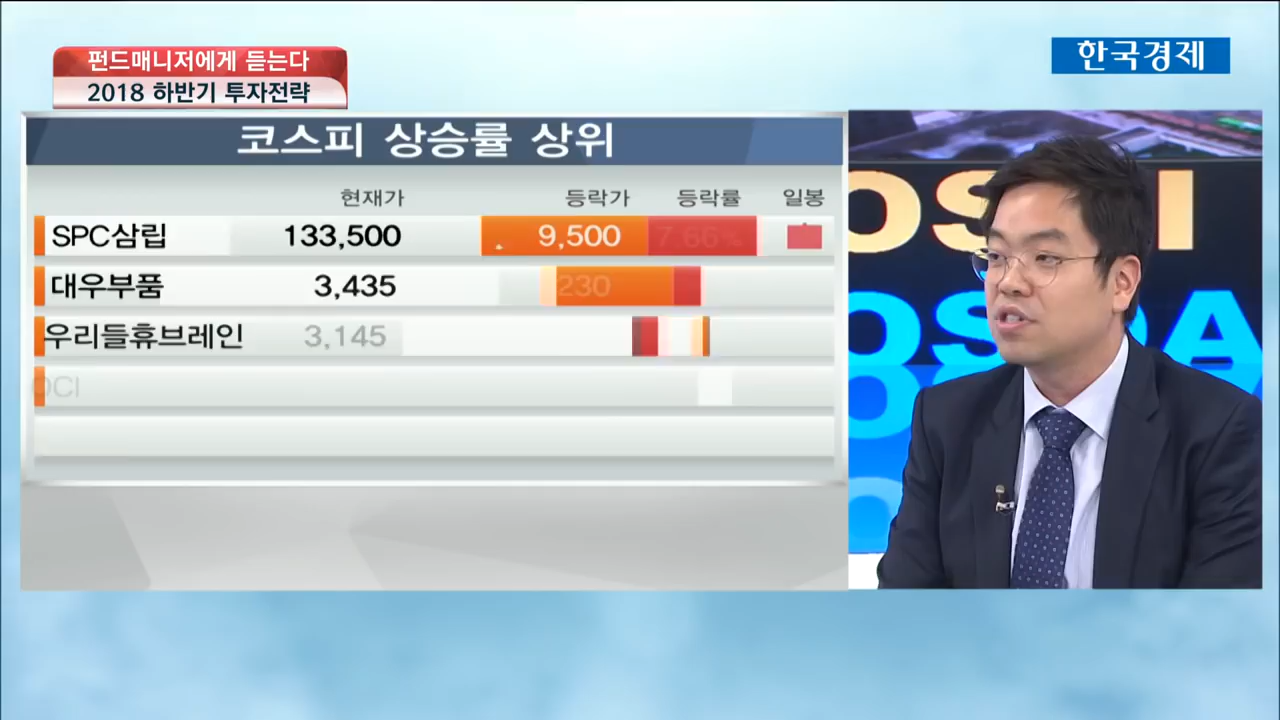 펀드매니저에게 듣는다
2018 하반기 투자전략
한국경제
코스피 상승률 상위
현재가 등락가 등락률 일봉
SPC삼립 133,500 9,500 7.66%
대우부품 3,435 230
우리들휴브레인 3,145
OCI